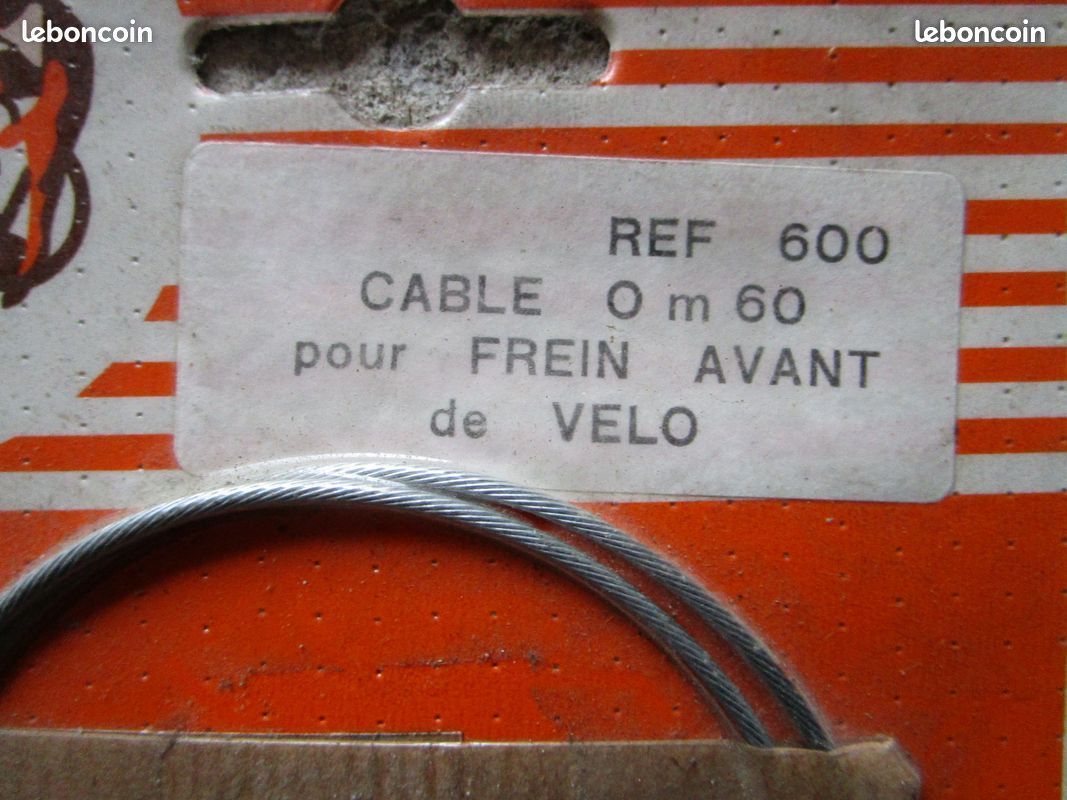 leboncoin leboncoin
REF 600
CABLE 0 m 60
pour FREIN AVANT
de VELO